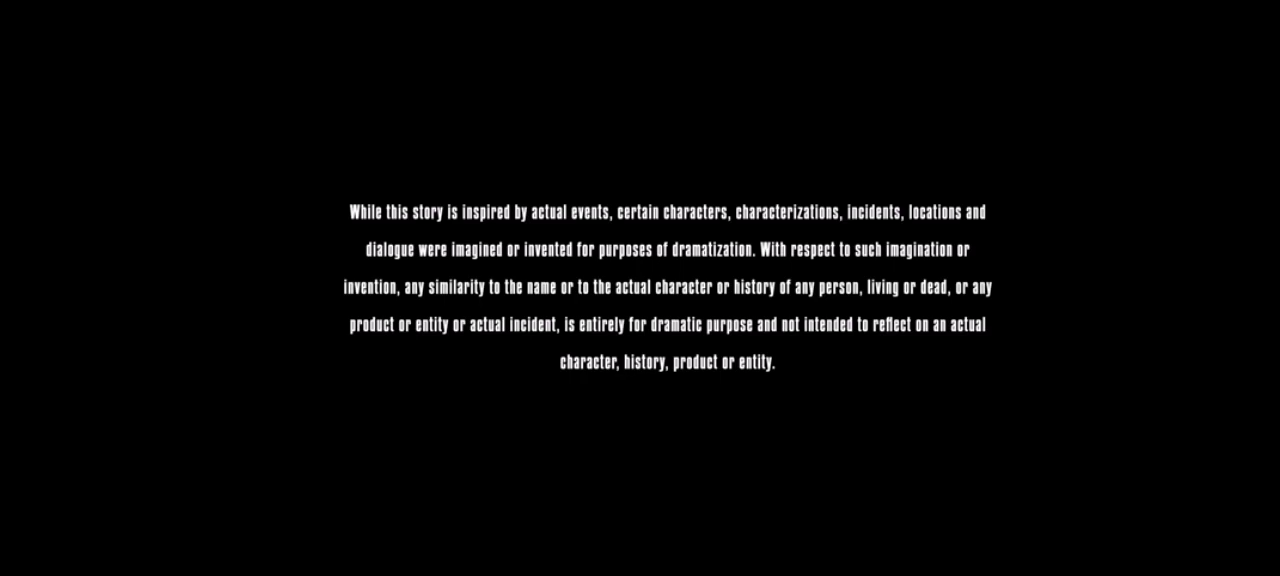 While this story is inspired by actual events, certain characters, characterizations, incidents, locations and
dialogue were imagined or invented for purposes of dramatization. With respect to such imagination or
invention, any similarity to the name or to the actual character or history of any person, living or dead, or any
product or entity or actual incident, is entirely for dramatic purpose and not intended to reflect on an actual
character, history, product or entity.